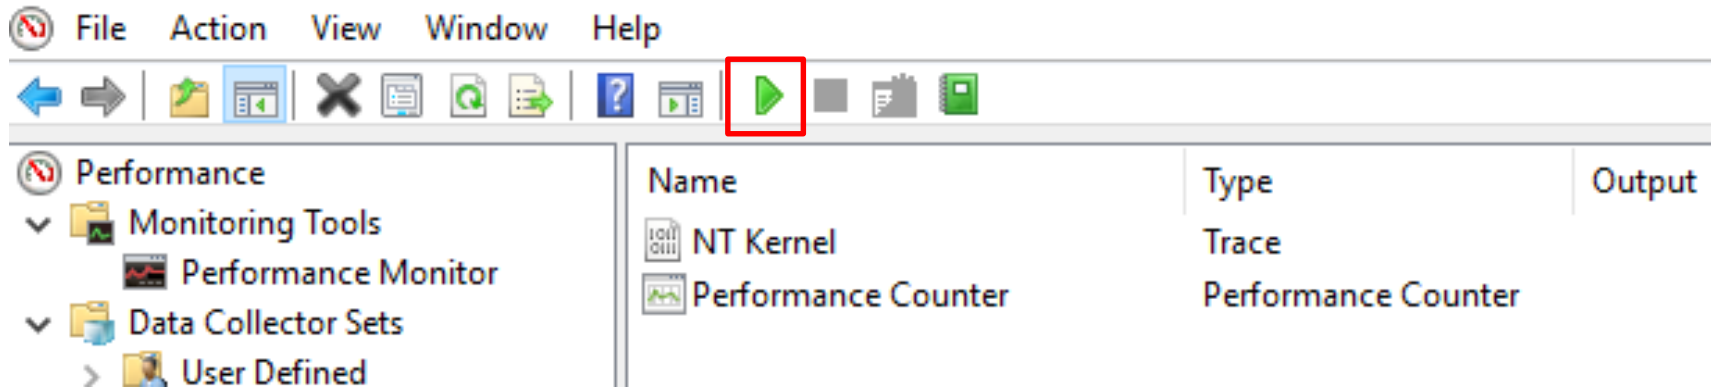 File Action View Window Help
Performance
Monitoring Tools
Performance Monitor
Data Collector Sets
User Defined
Name Type Output
NT Kernel Trace
Performance Counter Performance Counter